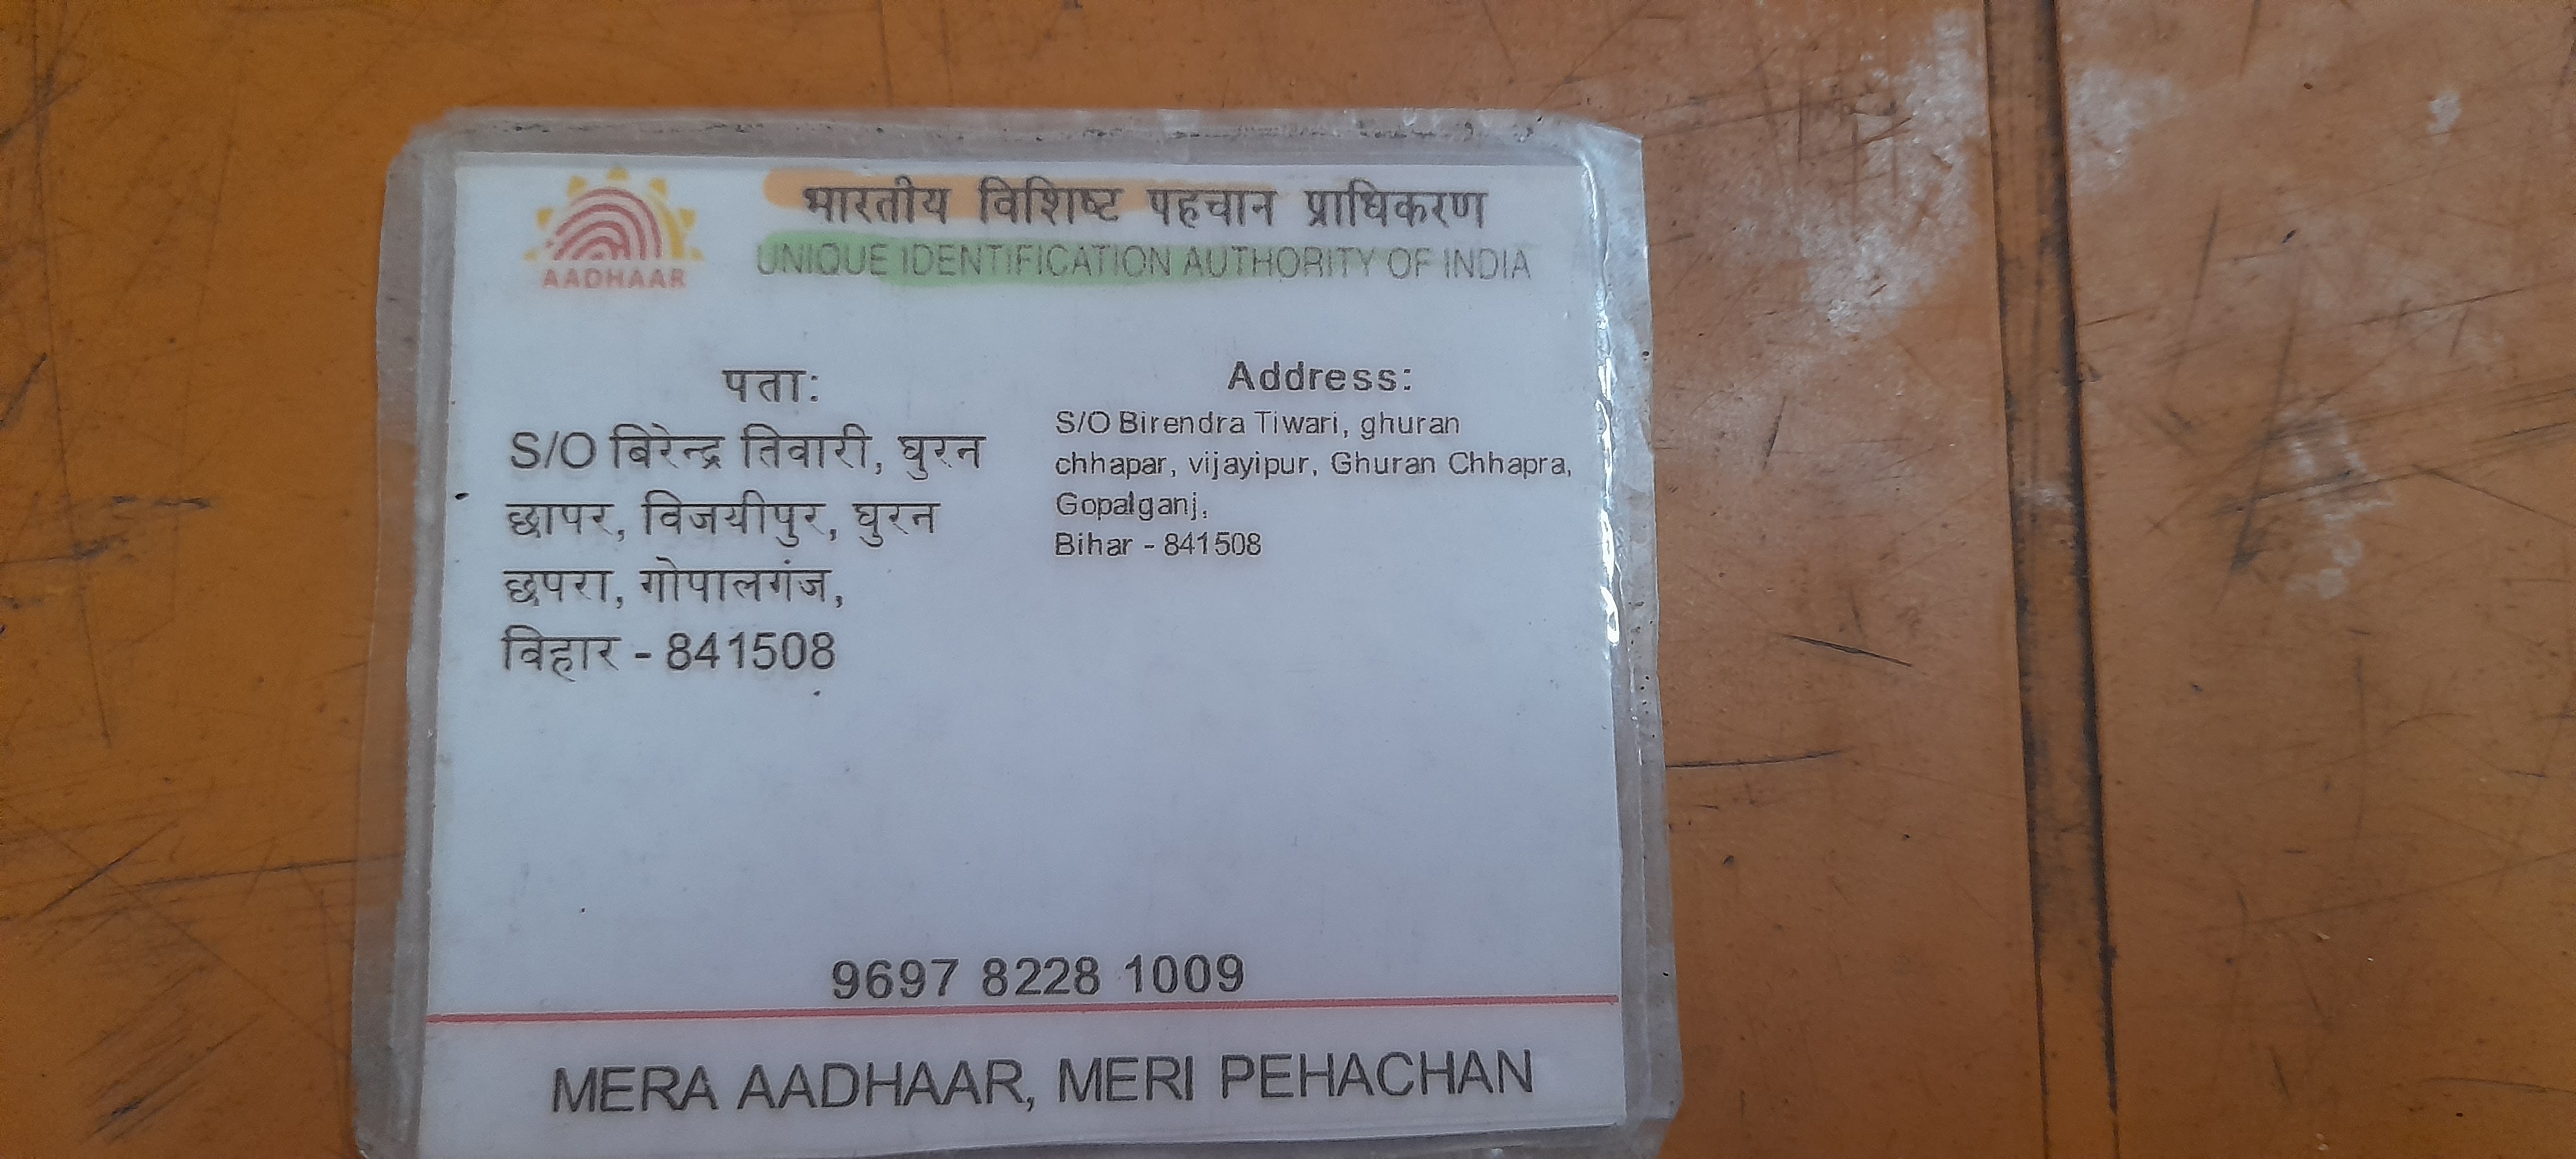 भारतीय विशिष्ट पहचान प्राधिकरण
UNIQUE IDENTIFICATION AUTHORITY OF INDIA
AADHAAR
पता:
S/O बिरेन्द्र तिवारी, घुरन
छापर, विजयीपुर, घुरन
छपरा, गोपालगंज,
बिहार - 841508
Address:
S/O Birendra Tiwari, ghuran
chhapar, vijayipur, Ghuran Chhapra,
Gopalganj,
Bihar - 841508
9697 8228 1009
MERA AADHAAR, MERI PEHACHAN